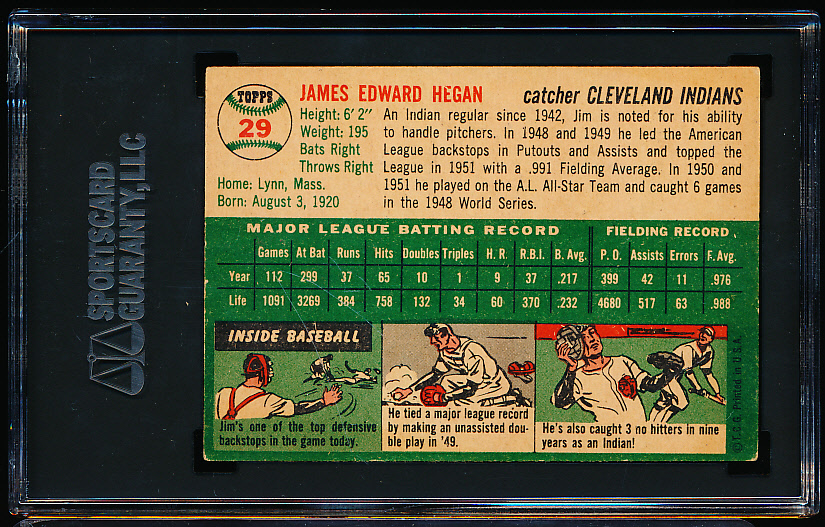 SPORTSCARD
GUARANTY, LLC
TOPPS
29
JAMES EDWARD HEGAN catcher CLEVELAND INDIANS
Height: 6' 2"
Weight: 195
Bats Right
Throws Right
Home: Lynn, Mass.
Born: August 3, 1920
An Indian regular since 1942, Jim is noted for his ability
to handle pitchers. In 1948 and 1949 he led the American
League backstops in Putouts and Assists and topped the
League in 1951 with a .991 Fielding Average. In 1950 and
1951 he played on the A.L. All-Star Team and caught 6 games
in the 1948 World Series.
MAJOR LEAGUE BATTING RECORD FIELDING RECORD
Games At Bat Runs Hits Doubles Triples H. R. R.B.I. B. Avg. P. O. Assists Errors F. Avg.
Year 112 299 37 65 10 1 9 37 .217 399 42 11 .976
Life 1091 3269 384 758 132 34 60 370 .232 4680 517 63 .988
INSIDE BASEBALL
Jim's one of the top defensive
backstops in the game today.
He tied a major league record
by making an unassisted dou-
ble play in '49.
He's also caught 3 no hitters in nine
years as an Indian!
© T. C. G. Printed in U.S.A.